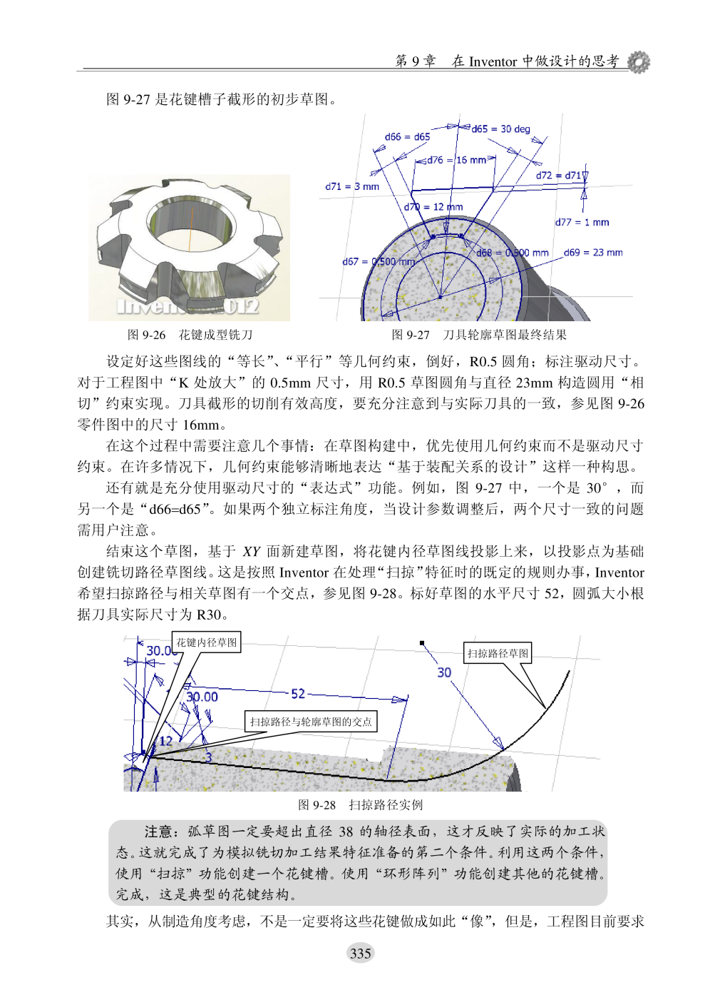 第 9 章 在 Inventor 中做设计的思考
图 9-27 是花键槽子截形的初步草图。
d66 = d65
d65 = 30 deg
d76 = 16 mm
d72 = d71
d71 = 3 mm
d70 = 12 mm
d77 = 1 mm
d67 = 0.500 mm
d68 = 0.500 mm
d69 = 23 mm
图 9-26 花键成型铣刀
图 9-27 刀具轮廓草图最终结果
设定好这些图线的“等长”、“平行”等几何约束，倒好，R0.5 圆角；标注驱动尺寸。
对于工程图中“K 处放大”的 0.5mm 尺寸，用 R0.5 草图圆角与直径 23mm 构造圆用“相
切”约束实现。刀具截形的切削有效高度，要充分注意到与实际刀具的一致，参见图 9-26
零件图中的尺寸 16mm。
在这个过程中需要注意几个事情：在草图构建中，优先使用几何约束而不是驱动尺寸
约束。在许多情况下，几何约束能够清晰地表达“基于装配关系的设计”这样一种构思。
还有就是充分使用驱动尺寸的“表达式”功能。例如，图 9-27 中，一个是 30°，而
另一个是“d66=d65”。如果两个独立标注角度，当设计参数调整后，两个尺寸一致的问题
需用户注意。
结束这个草图，基于 XY 面新建草图，将花键内径草图线投影上来，以投影点为基础
创建铣切路径草图线。这是按照 Inventor 在处理“扫掠”特征时的既定的规则办事，Inventor
希望扫掠路径与相关草图有一个交点，参见图 9-28。标好草图的水平尺寸 52，圆弧大小根
据刀具实际尺寸为 R30。
花键内径草图
扫掠路径草图
30
30.00
52
扫掠路径与轮廓草图的交点
12
3
图 9-28 扫掠路径实例
注意：弧草图一定要超出直径 38 的轴径表面，这才反映了实际的加工状
态。这就完成了为模拟铣切加工结果特征准备的第二个条件。利用这两个条件，
使用“扫掠”功能创建一个花键槽。使用“环形阵列”功能创建其他的花键槽。
完成，这是典型的花键结构。
其实，从制造角度考虑，不是一定要将这些花键做成如此“像”，但是，工程图目前要求
335